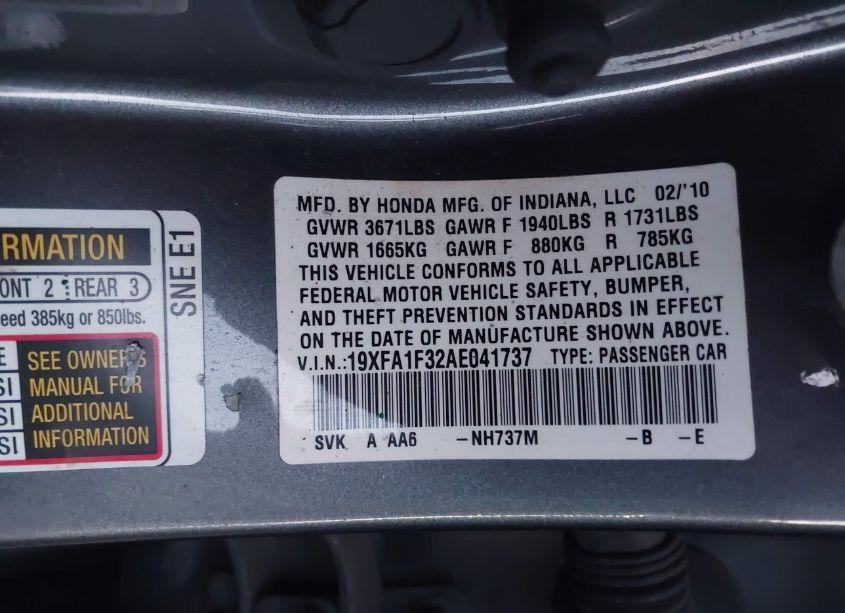 RMATION
ONT 2 REAR 3
eed 385kg or 850lbs.
E
SI
SI
SI
SEE OWNER'S
MANUAL FOR
ADDITIONAL
INFORMATION
SNE E1
MFD. BY HONDA MFG. OF INDIANA, LLC 02/'10
GVWR 3671LBS GAWR F 1940LBS R 1731LBS
GVWR 1665KG GAWR F 880KG R 785KG
THIS VEHICLE CONFORMS TO ALL APPLICABLE
FEDERAL MOTOR VEHICLE SAFETY, BUMPER,
AND THEFT PREVENTION STANDARDS IN EFFECT
ON THE DATE OF MANUFACTURE SHOWN ABOVE.
V.I.N.:19XFA1F32AE041737 TYPE: PASSENGER CAR
SVK A AA6 -NH737M -B -E